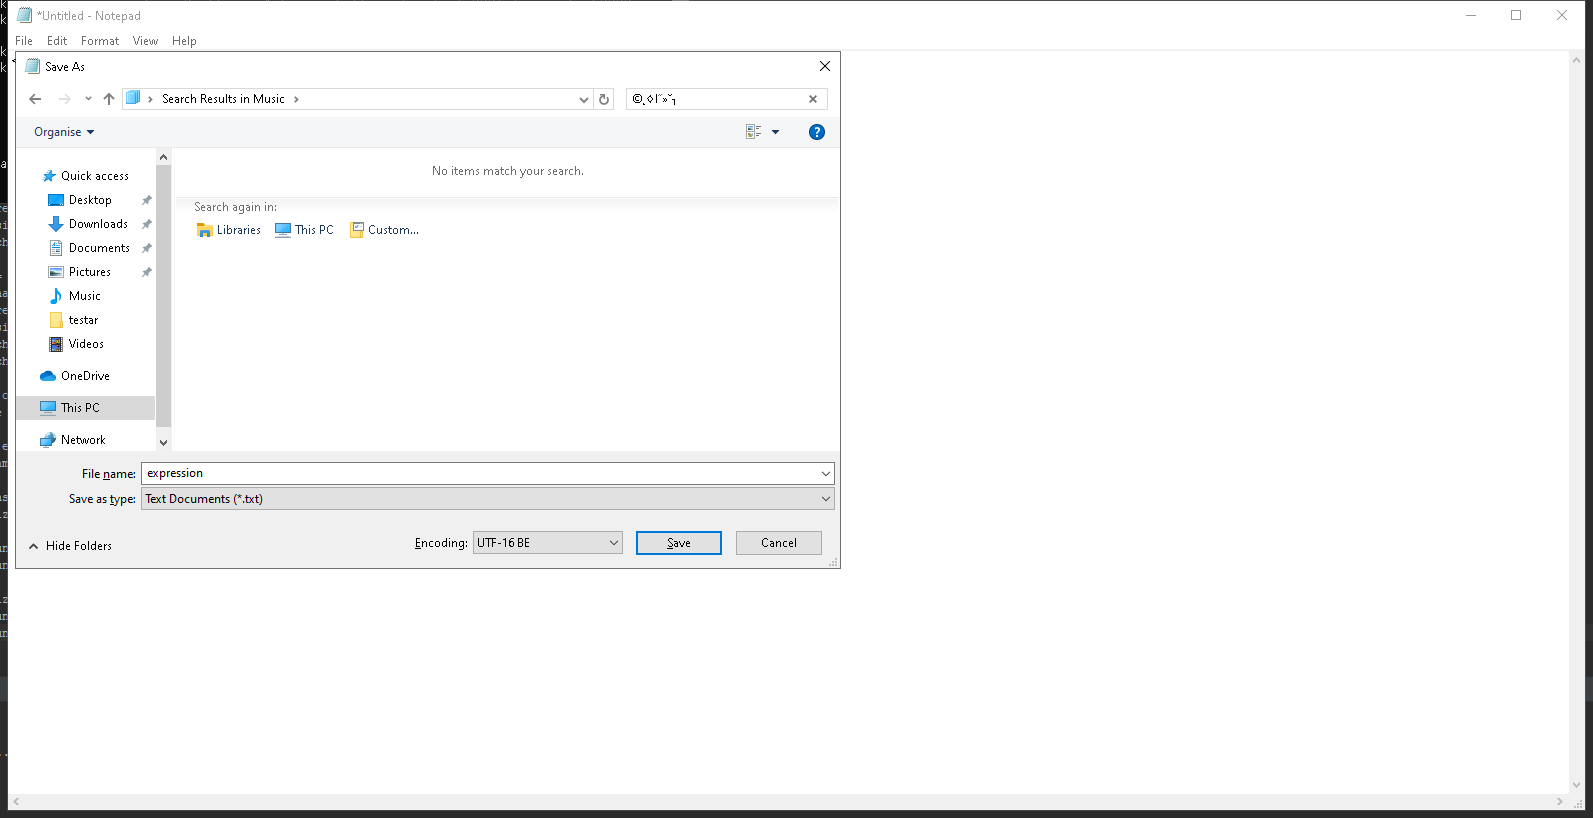 *Untitled - Notepad
File Edit Format View Help
Save As
Search Results in Music
Organise
No items match your search.
Search again in:
Libraries This PC Custom...
Quick access
Desktop
Downloads
Documents
Pictures
Music
testar
Videos
OneDrive
This PC
Network
File name: expression
Save as type: Text Documents (*.txt)
Hide Folders
Encoding: UTF-16 BE
Save Cancel